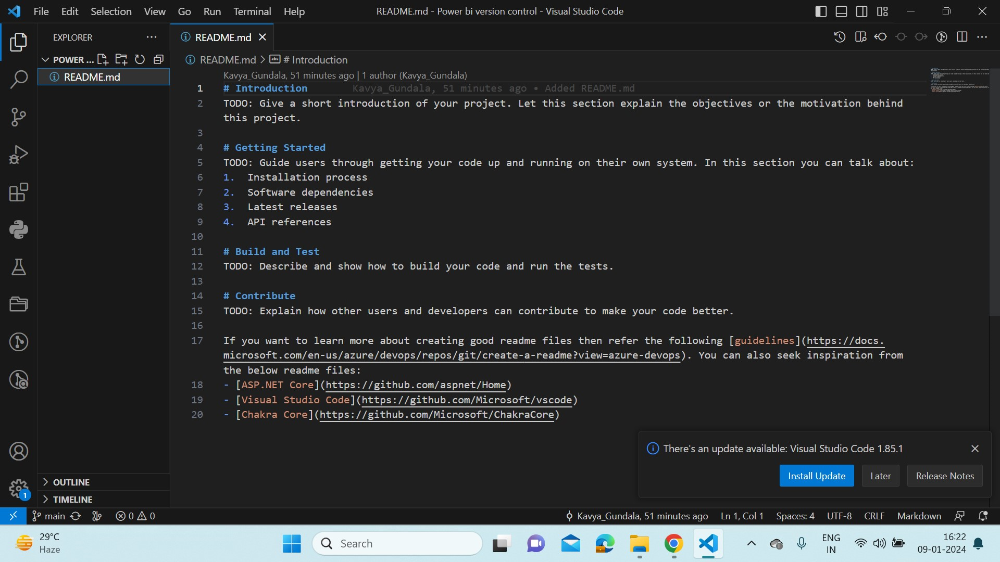 File Edit Selection View Go Run Terminal Help README.md - Power bi version control - Visual Studio Code
EXPLORER
POWER ...
README.md
README.md
README.md > # Introduction
Kavya_Gundala, 51 minutes ago | 1 author (Kavya_Gundala)
1 # Introduction Kavya_Gundala, 51 minutes ago • Added README.md
2 TODO: Give a short introduction of your project. Let this section explain the objectives or the motivation behind
this project.
3
4 # Getting Started
5 TODO: Guide users through getting your code up and running on their own system. In this section you can talk about:
6 1. Installation process
7 2. Software dependencies
8 3. Latest releases
9 4. API references
10
11 # Build and Test
12 TODO: Describe and show how to build your code and run the tests.
13
14 # Contribute
15 TODO: Explain how other users and developers can contribute to make your code better.
16
17 If you want to learn more about creating good readme files then refer the following [guidelines](https://docs.
microsoft.com/en-us/azure/devops/repos/git/create-a-readme?view=azure-devops). You can also seek inspiration from
the below readme files:
18 - [ASP.NET Core](https://github.com/aspnet/Home)
19 - [Visual Studio Code](https://github.com/Microsoft/vscode)
20 - [Chakra Core](https://github.com/Microsoft/ChakraCore)
There's an update available: Visual Studio Code 1.85.1
Install Update Later Release Notes
OUTLINE
TIMELINE
1
main 0 0 Kavya_Gundala, 51 minutes ago Ln 1, Col 1 Spaces: 4 UTF-8 CRLF Markdown
29°C
Haze
Search
ENG
IN
16:22
09-01-2024